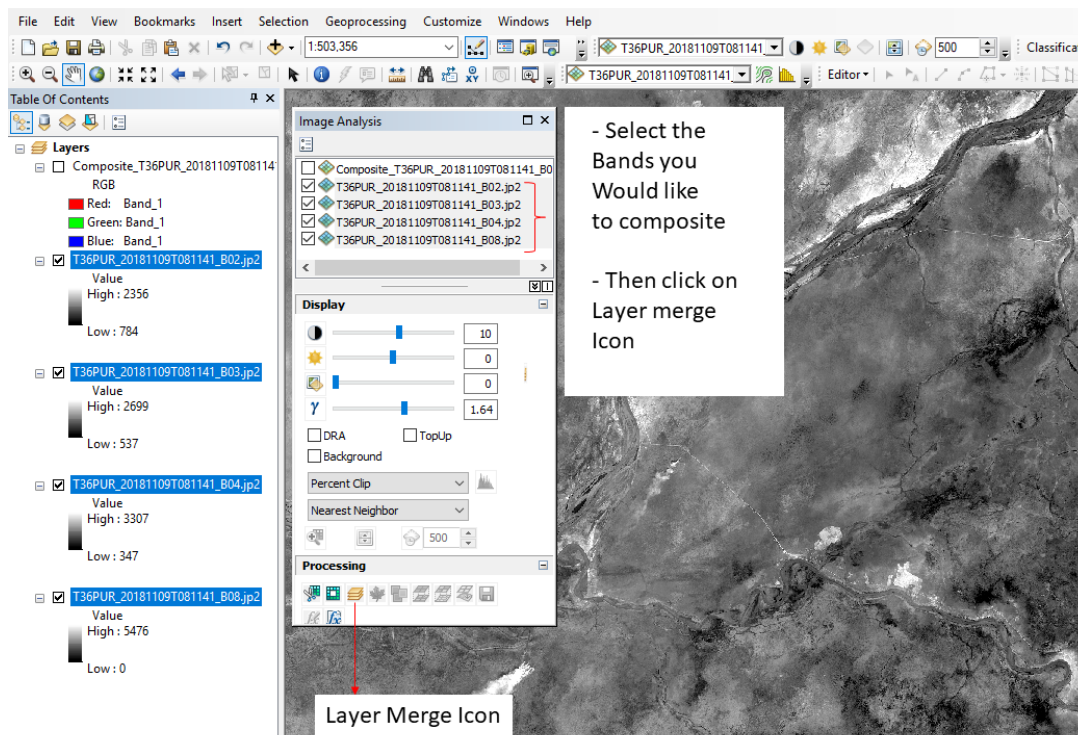 File Edit View Bookmarks Insert Selection Geoprocessing Customize Windows Help
1:503,356
T36PUR_20181109T081141_
500
Classifica
T36PUR_20181109T081141_
Editor
Table Of Contents
Layers
Composite_T36PUR_20181109T08114
RGB
Red: Band_1
Green: Band_1
Blue: Band_1
T36PUR_20181109T081141_B02.jp2
Value
High : 2356
Low : 784
T36PUR_20181109T081141_B03.jp2
Value
High : 2699
Low : 537
T36PUR_20181109T081141_B04.jp2
Value
High : 3307
Low : 347
T36PUR_20181109T081141_B08.jp2
Value
High : 5476
Low : 0
Image Analysis
Composite_T36PUR_20181109T081141_B0
T36PUR_20181109T081141_B02.jp2
T36PUR_20181109T081141_B03.jp2
T36PUR_20181109T081141_B04.jp2
T36PUR_20181109T081141_B08.jp2
Display
10
0
0
γ
1.64
DRA TopUp
Background
Percent Clip
Nearest Neighbor
500
Processing
Layer Merge Icon
- Select the
Bands you
Would like
to composite
- Then click on
Layer merge
Icon